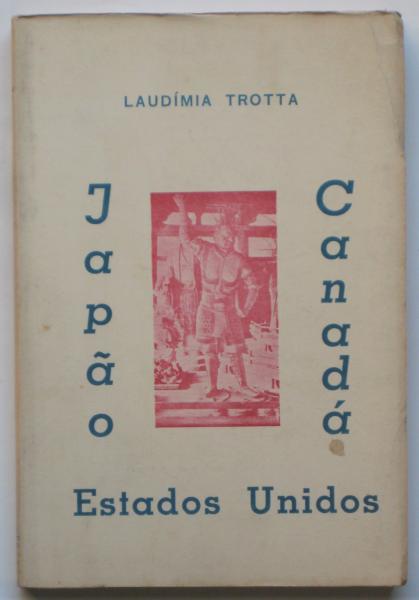 LAUDÍMIA TROTTA
Japão
Canadá
Estados Unidos